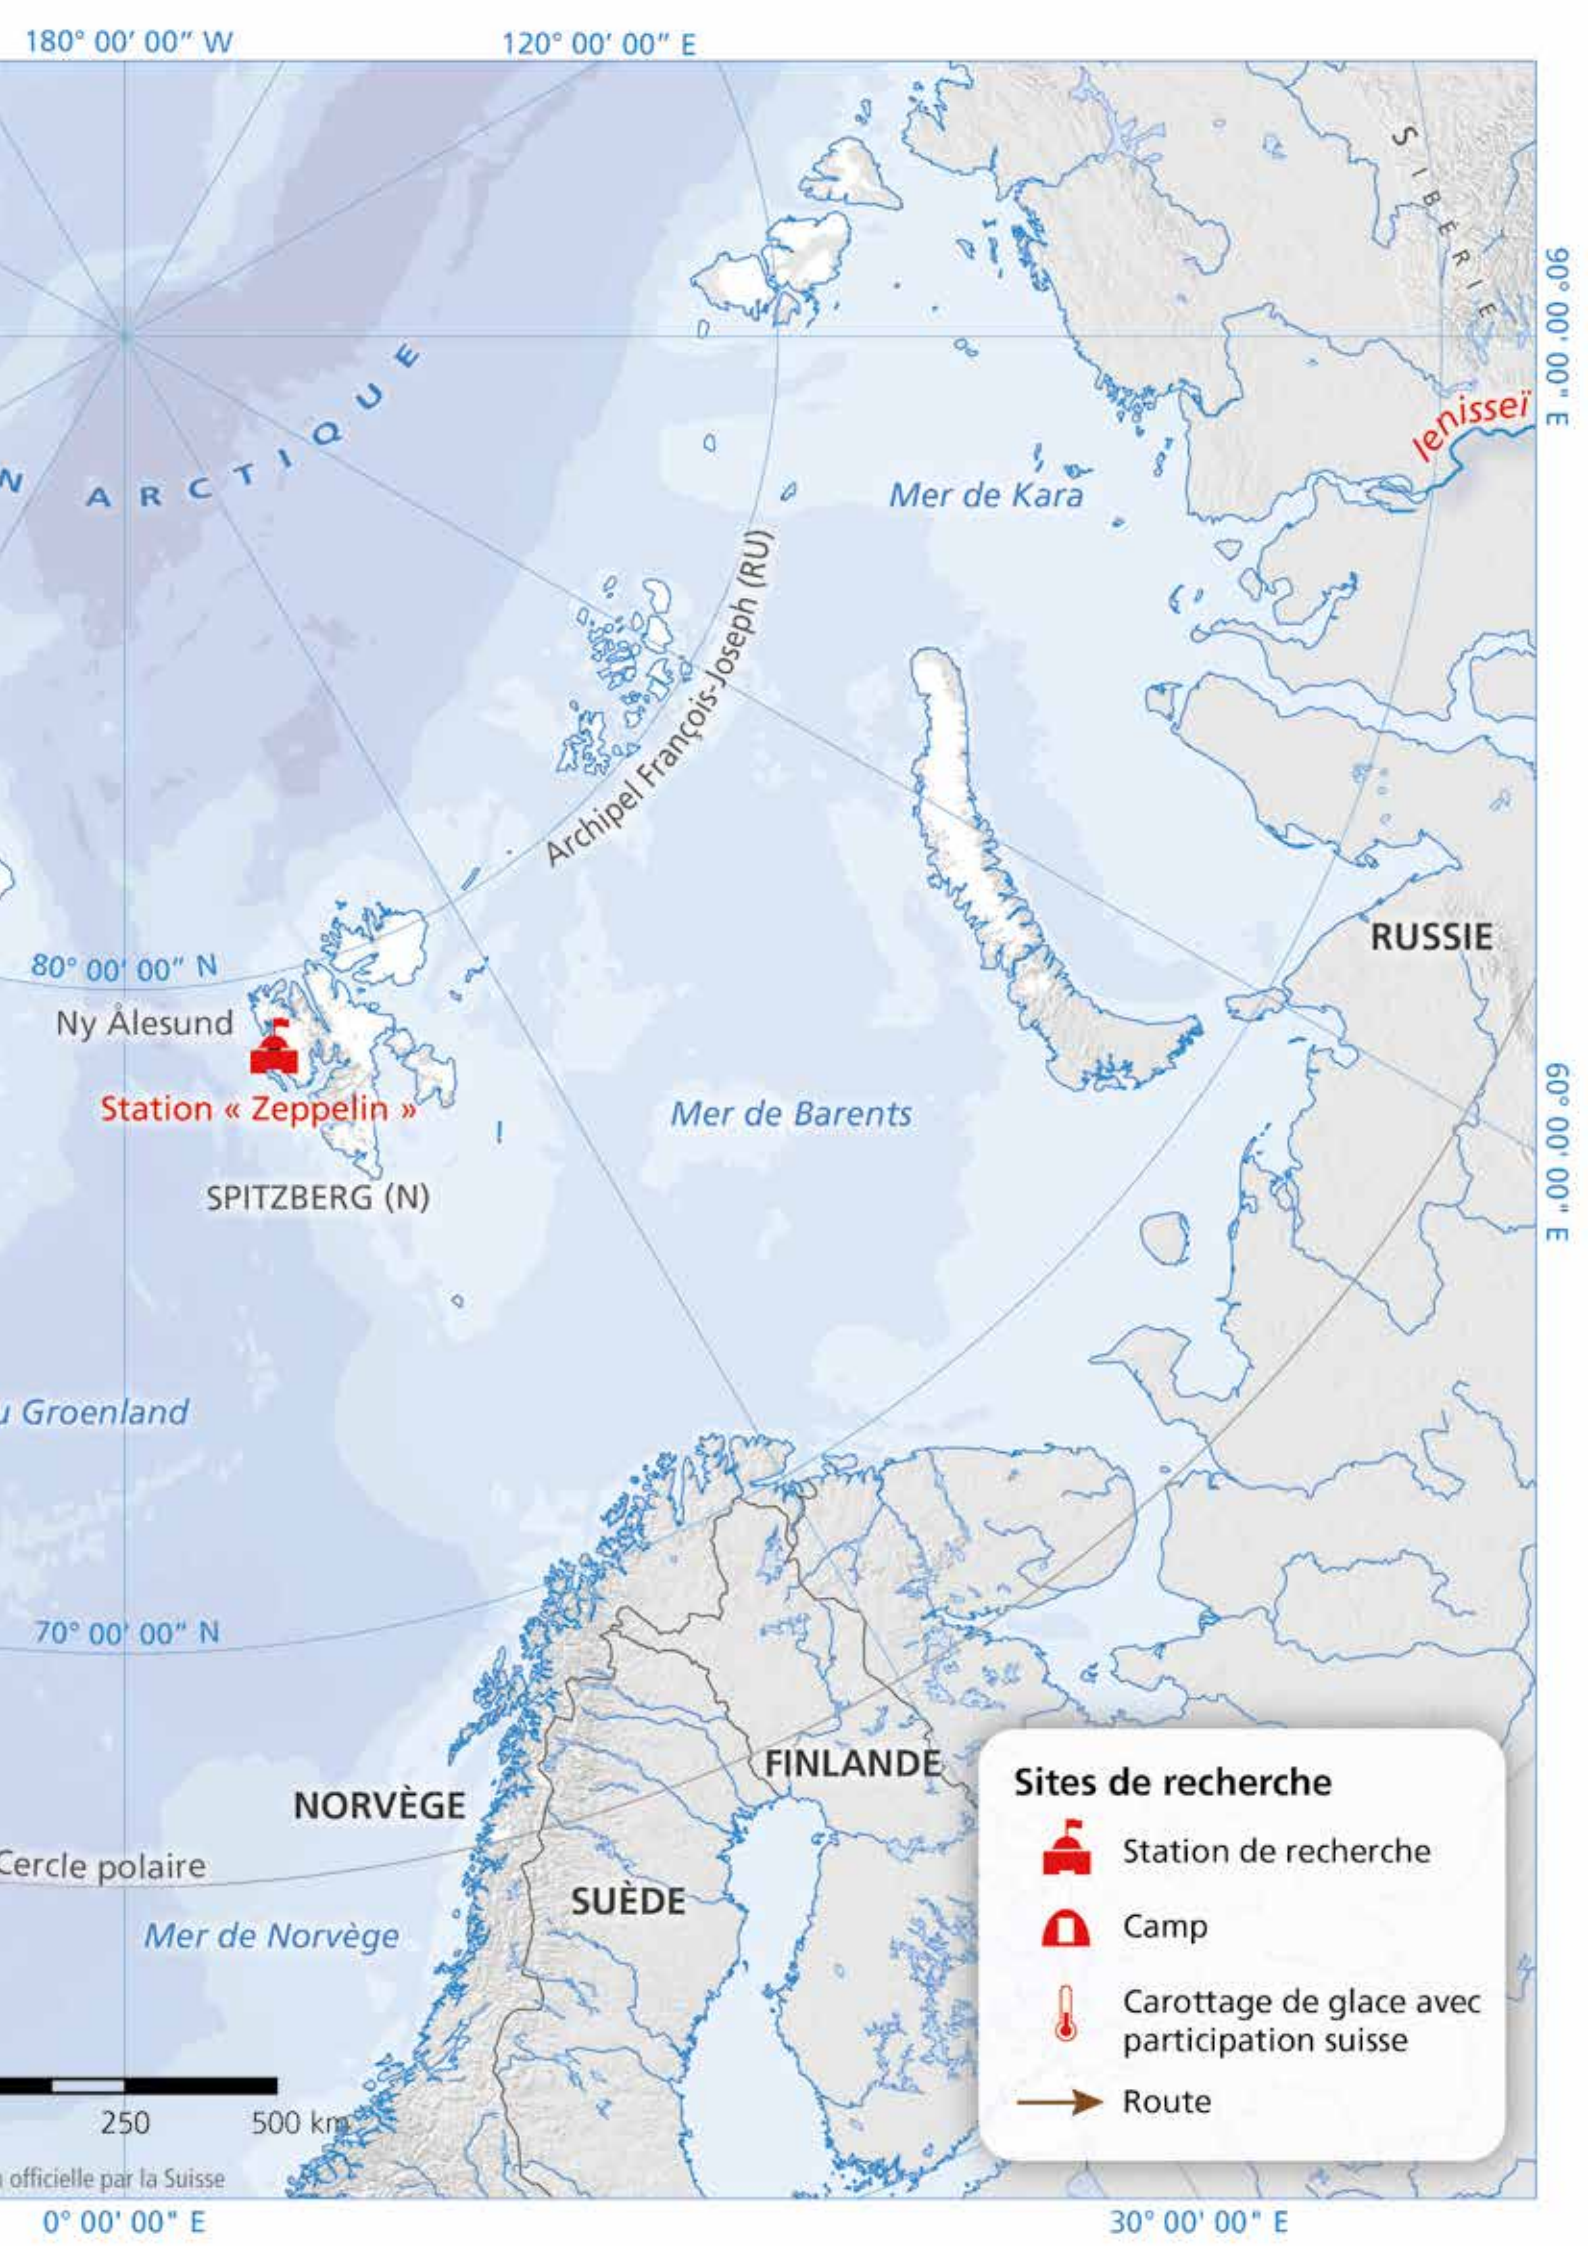 180° 00' 00" W
120° 00' 00" E
SIBÉRIE
90° 00' 00" E
Ienisseï
N ARCTIQUE
Mer de Kara
Archipel François-Joseph (RU)
RUSSIE
80° 00' 00" N
Ny Ålesund
Station « Zeppelin »
Mer de Barents
60° 00' 00" E
SPITZBERG (N)
u Groenland
70° 00' 00" N
FINLANDE
NORVÈGE
Cercle polaire
SUÈDE
Mer de Norvège
Sites de recherche
Station de recherche
Camp
Carottage de glace avec
participation suisse
Route
250
500 km
officielle par la Suisse
0° 00' 00" E
30° 00' 00" E